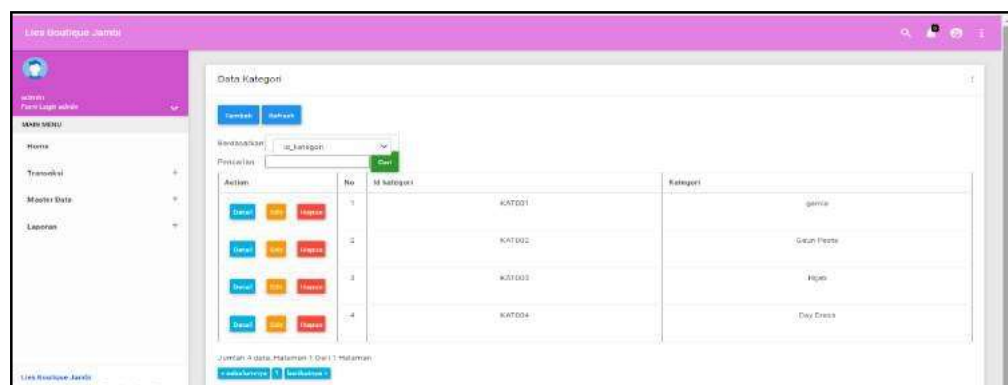 Lies Boutique Jambi
admin
Form Login admin
MAIN MENU
Home
Transaksi
Master Data
Laporan
Lies Boutique Jambi
Data Kategori
Tambah Refresh
Berdasarkan id_kategori
Pencarian Cari
Action No Id kategori Kategori
Detail Edit Hapus 1 KAT001
Detail Edit Hapus 2 KAT002 Gaun Pesta
Detail Edit Hapus 3 KAT003 Hijab
Detail Edit Hapus 4 KAT004 Day Dress
Jumlah 4 data, Halaman 1 Dari 1 Halaman
« sebelumnya 1 berikutnya »